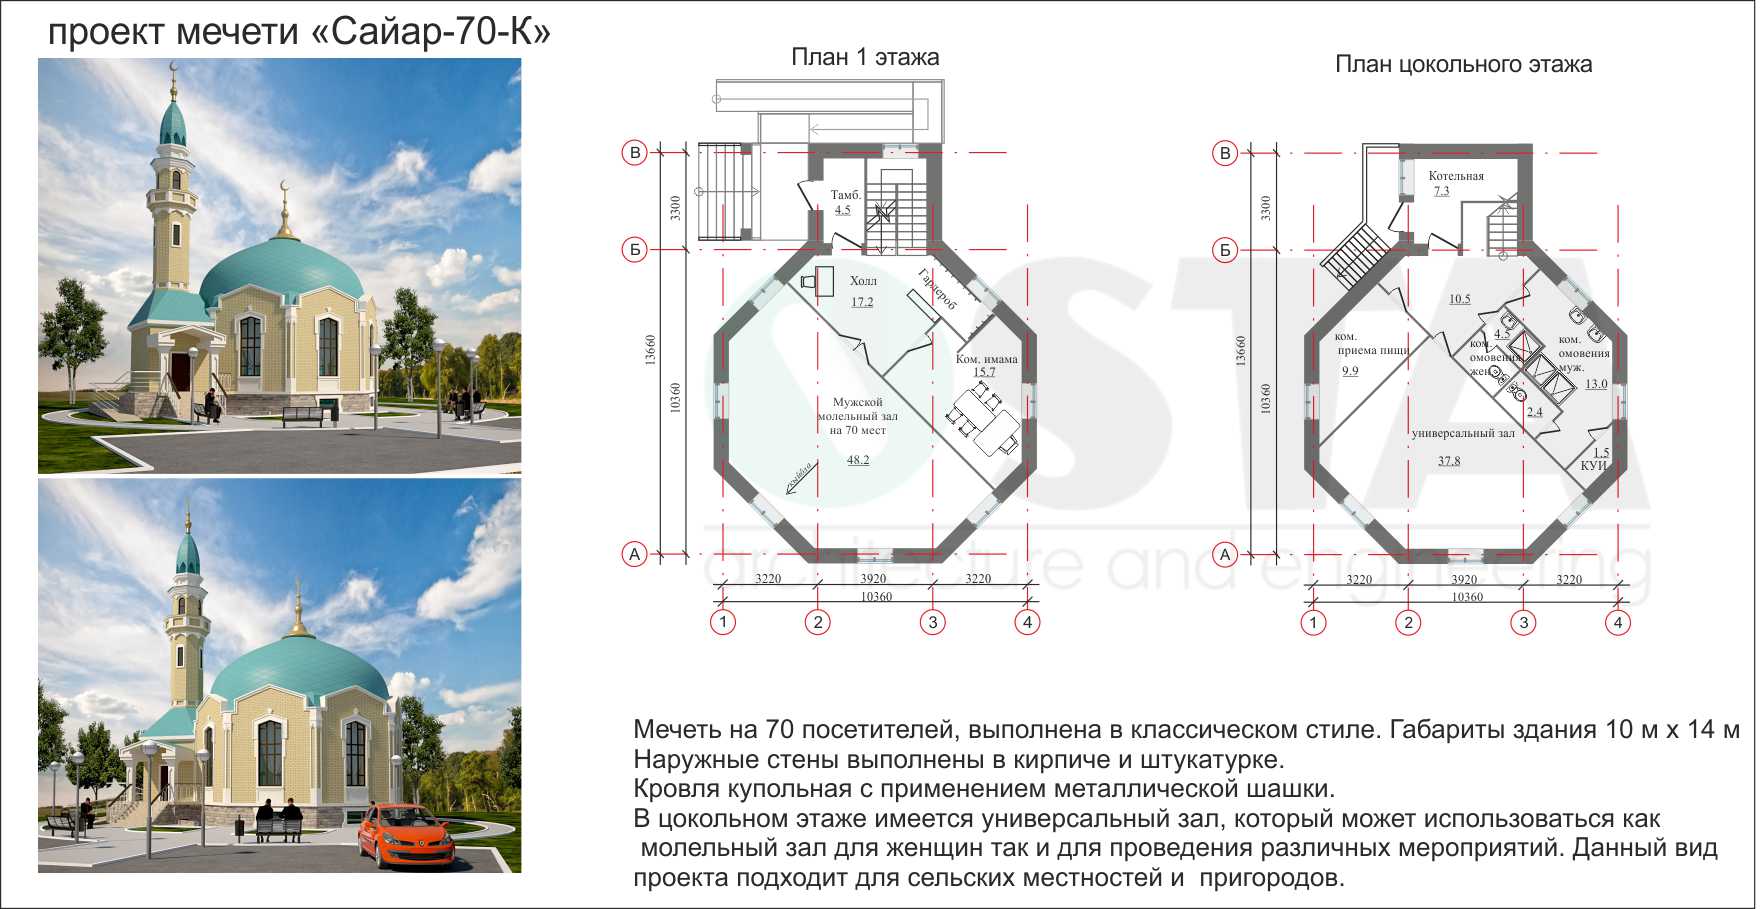 проект мечети «Сайар-70-К»
План 1 этажа
В
Б
А
3300
13660
10360
Тамб.
4.5
Холл
17.2
Гардероб
Ком. имама
15.7
Мужской
молельный зал
на 70 мест
48.2
кыйбла
3220 3920 3220
10360
1 2 3 4
План цокольного этажа
В
Б
А
3300
13660
10360
Котельная
7.3
10.5
ком.
приема пищи
9.9
4.5
ком.
омовения
жен.
ком.
омовения
муж.
13.0
2.4
универсальный зал
37.8
1.5
КУИ
3220 3920 3220
10360
1 2 3 4
STA
architecture and engineering
Мечеть на 70 посетителей, выполнена в классическом стиле. Габариты здания 10 м х 14 м
Наружные стены выполнены в кирпиче и штукатурке.
Кровля купольная с применением металлической шашки.
В цокольном этаже имеется универсальный зал, который может использоваться как
молельный зал для женщин так и для проведения различных мероприятий. Данный вид
проекта подходит для сельских местностей и пригородов.